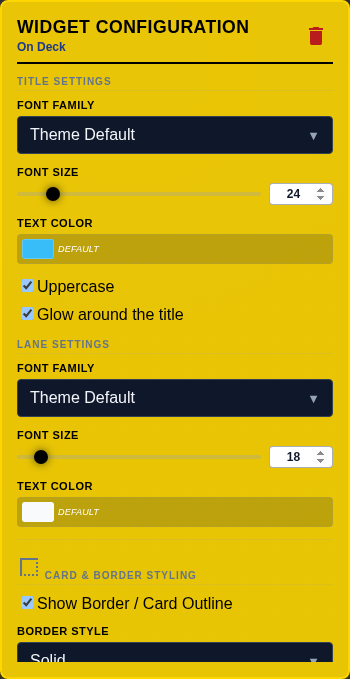 WIDGET CONFIGURATION
On Deck
TITLE SETTINGS
FONT FAMILY
Theme Default
FONT SIZE
24
TEXT COLOR
DEFAULT
Uppercase
Glow around the title
LANE SETTINGS
FONT FAMILY
Theme Default
FONT SIZE
18
TEXT COLOR
DEFAULT
CARD & BORDER STYLING
Show Border / Card Outline
BORDER STYLE
Solid